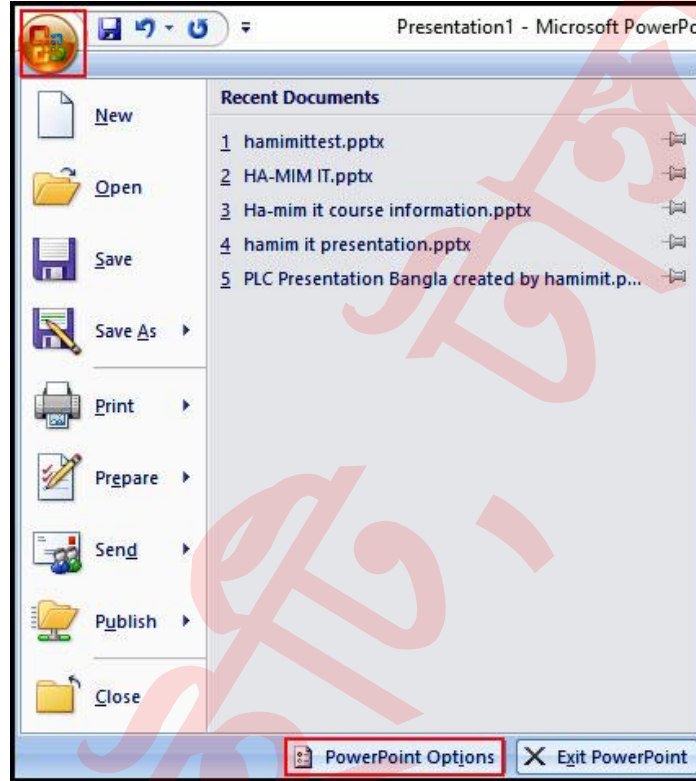 Presentation1 - Microsoft PowerPo
New
Open
Save
Save As
Print
Prepare
Send
Publish
Close
Recent Documents
1 hamimittest.pptx
2 HA-MIM IT.pptx
3 Ha-mim it course information.pptx
4 hamim it presentation.pptx
5 PLC Presentation Bangla created by hamimit.p...
PowerPoint Options
Exit PowerPoint